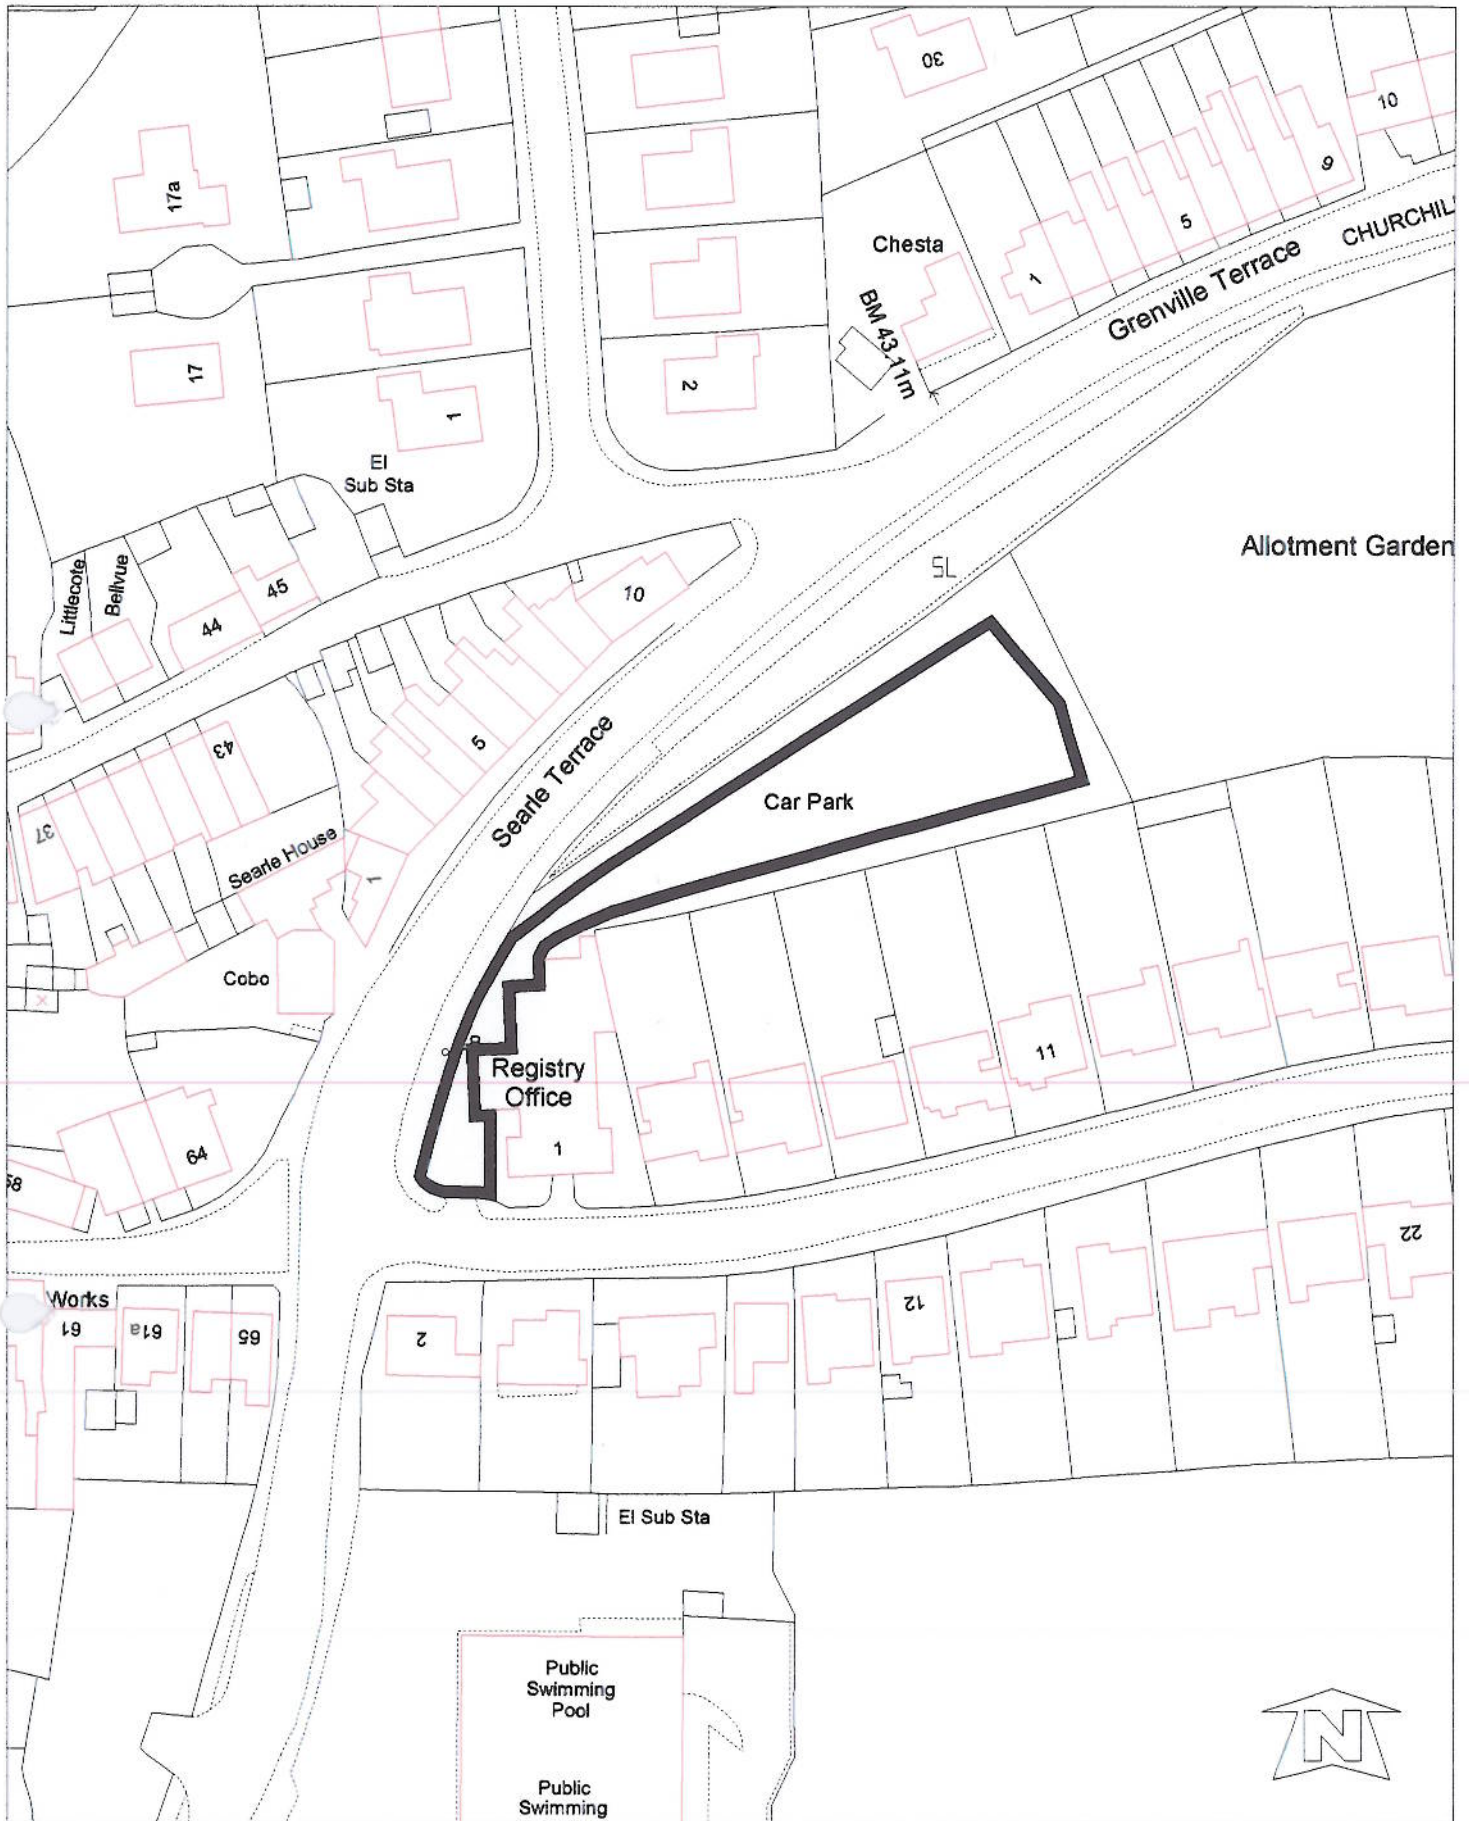 30
10
17a
9
Chesta
5
CHURCHIL
1
Grenville Terrace
BM 43.11m
17
2
1
El
Sub Sta
Allotment Garden
Littlecote
Bellvue
45
44
10
SL
5
43
Searle Terrace
Car Park
37
Searle House
1
Cobo
Registry
Office
11
1
64
58
22
Works
61
61a
65
2
12
El Sub Sta
Public
Swimming
Pool
N
Public
Swimming